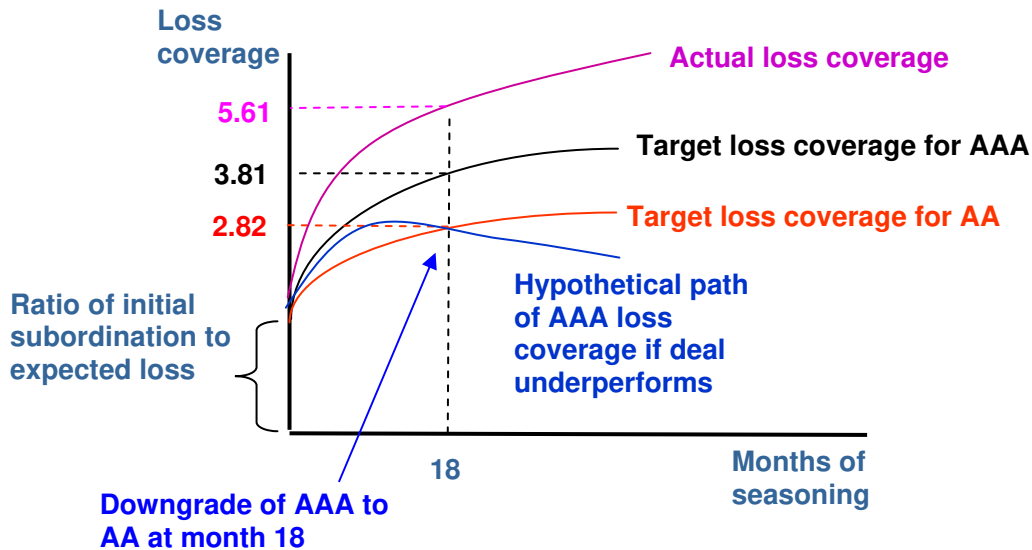 Loss
coverage
Actual loss coverage
5.61
Target loss coverage for AAA
3.81
Target loss coverage for AA
2.82
Hypothetical path
of AAA loss
coverage if deal
underperforms
Ratio of initial
subordination to
expected loss
18
Months of
seasoning
Downgrade of AAA to
AA at month 18